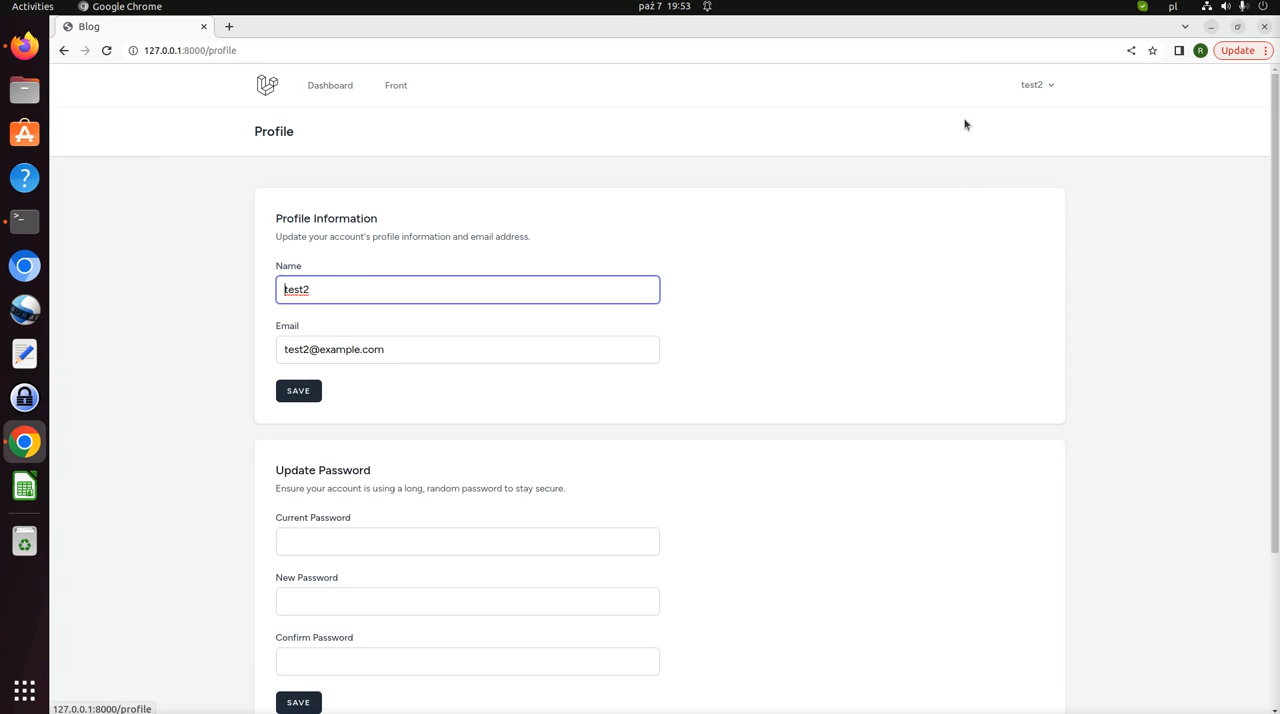 Activities Google Chrome paź 7 19:53 pl
Blog
127.0.0.1:8000/profile R Update
Dashboard Front test2
Profile
Profile Information
Update your account's profile information and email address.
Name
test2
Email
test2@example.com
SAVE
Update Password
Ensure your account is using a long, random password to stay secure.
Current Password
New Password
Confirm Password
SAVE
127.0.0.1:8000/profile